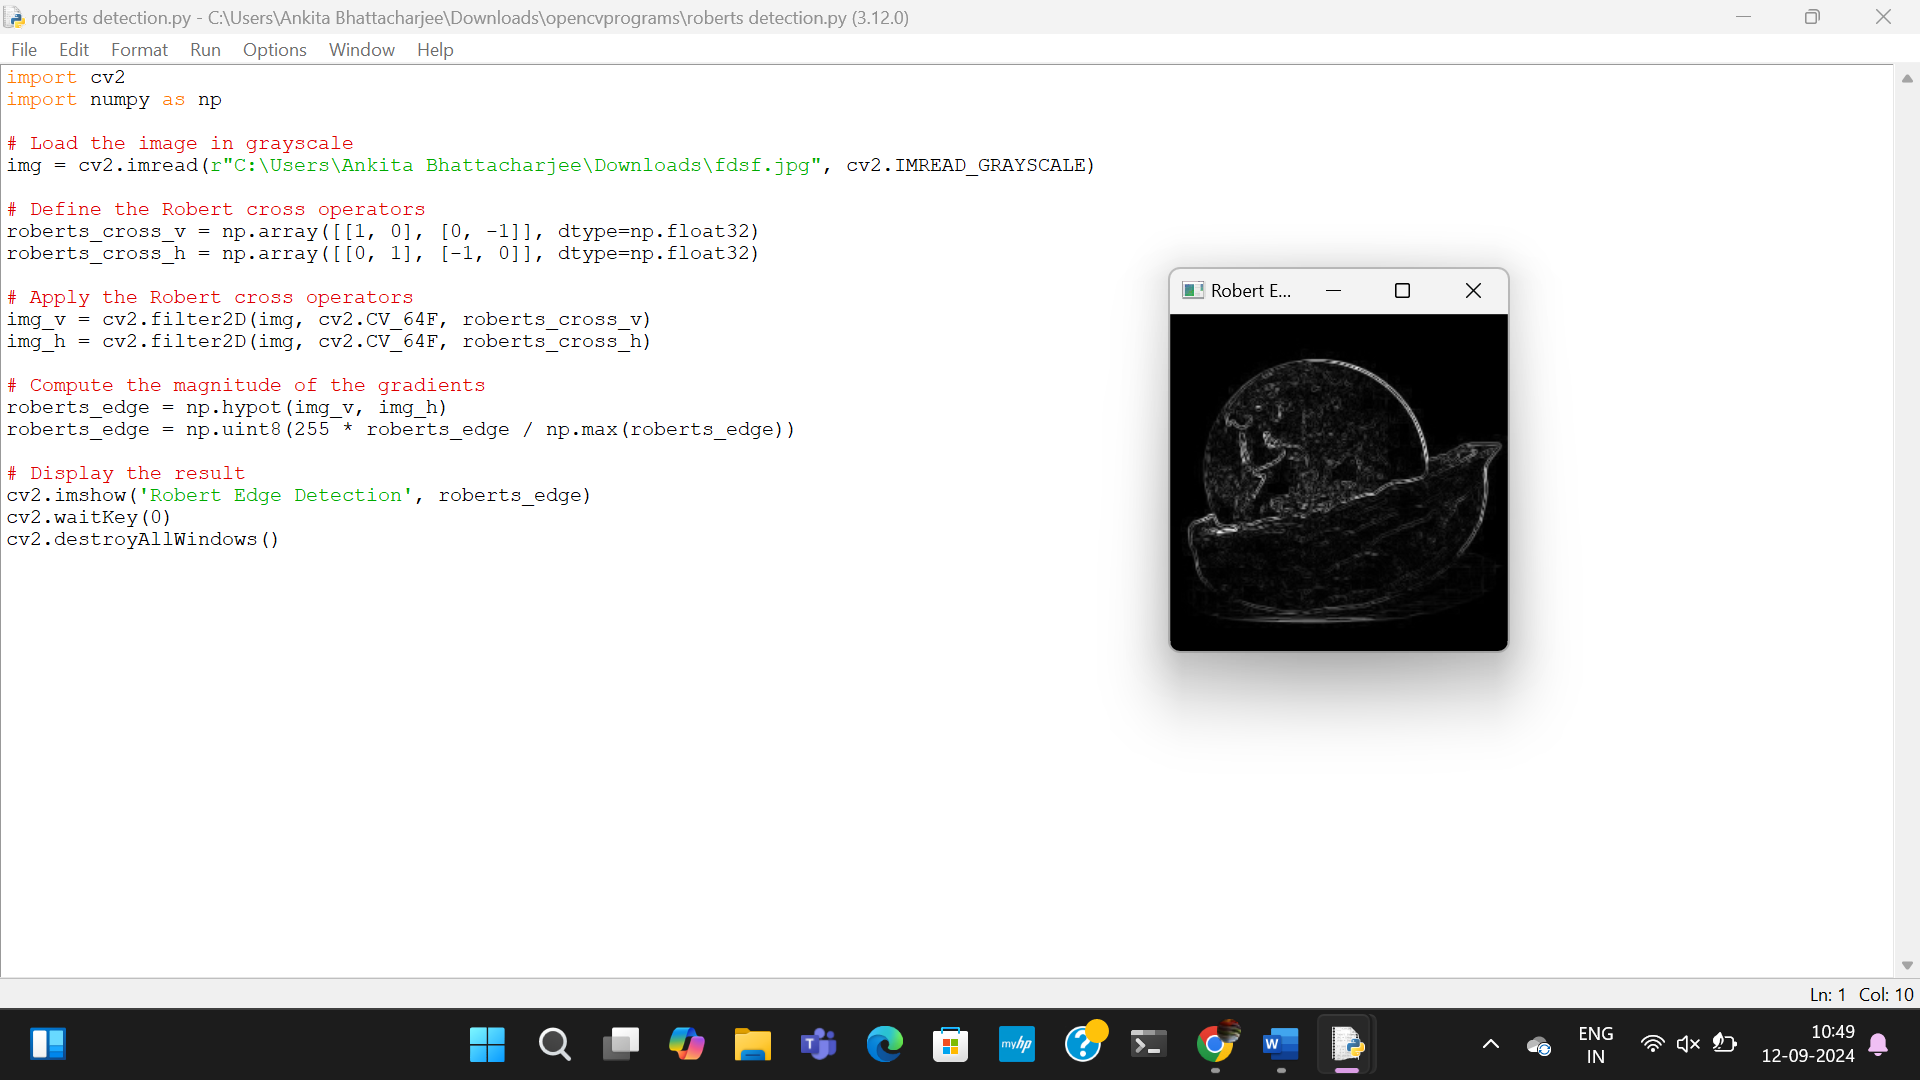 roberts detection.py - C:\Users\Ankita Bhattacharjee\Downloads\opencvprograms\roberts detection.py (3.12.0)
File Edit Format Run Options Window Help
import cv2
import numpy as np
# Load the image in grayscale
img = cv2.imread(r"C:\Users\Ankita Bhattacharjee\Downloads\fdsf.jpg", cv2.IMREAD_GRAYSCALE)
# Define the Robert cross operators
roberts_cross_v = np.array([[1, 0], [0, -1]], dtype=np.float32)
roberts_cross_h = np.array([[0, 1], [-1, 0]], dtype=np.float32)
# Apply the Robert cross operators
img_v = cv2.filter2D(img, cv2.CV_64F, roberts_cross_v)
img_h = cv2.filter2D(img, cv2.CV_64F, roberts_cross_h)
# Compute the magnitude of the gradients
roberts_edge = np.hypot(img_v, img_h)
roberts_edge = np.uint8(255 * roberts_edge / np.max(roberts_edge))
# Display the result
cv2.imshow('Robert Edge Detection', roberts_edge)
cv2.waitKey(0)
cv2.destroyAllWindows()
Robert E...
Ln: 1 Col: 10
T
myhp
?
W
ENG
IN
10:49
12-09-2024